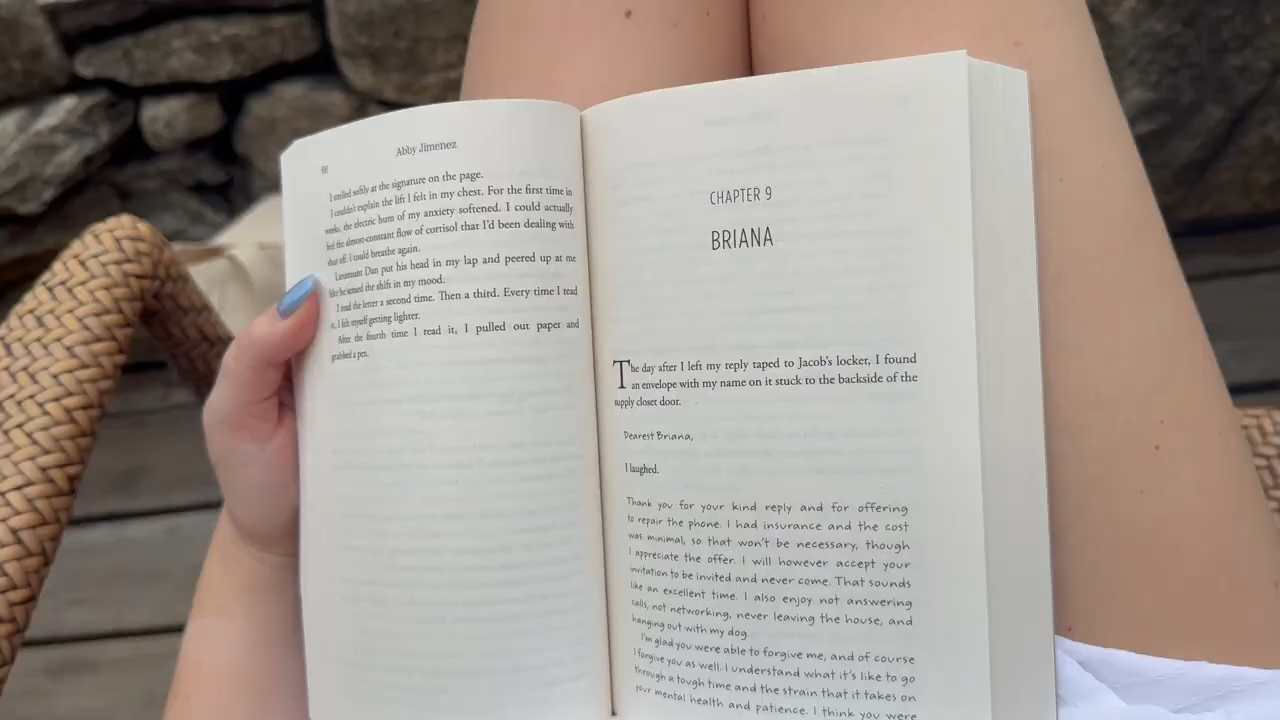 66
Abby Jimenez
I smiled softly at the signature on the page.
I couldn't explain the lift I felt in my chest. For the first time in
weeks, the electric hum of my anxiety softened. I could actually
feel the almost-constant flow of cortisol that I'd been dealing with
shut off. I could breathe again.
Lieutenant Dan put his head in my lap and peered up at me
like he sensed the shift in my mood.
I read the letter a second time. Then a third. Every time I read
it, I felt myself getting lighter.
After the fourth time I read it, I pulled out paper and
grabbed a pen.
CHAPTER 9
BRIANA
The day after I left my reply taped to Jacob's locker, I found
an envelope with my name on it stuck to the backside of the
supply closet door.
Dearest Briana,
I laughed.
Thank you for your kind reply and for offering
to repair the phone. I had insurance and the cost
was minimal, so that won't be necessary, though
I appreciate the offer. I will however accept your
invitation to be invited and never come. That sounds
like an excellent time. I also enjoy not answering
calls, not networking, never leaving the house, and
hanging out with my dog.
I'm glad you were able to forgive me, and of course
I forgive you as well. I understand what it's like to go
through a tough time and the strain that it takes on
your mental health and patience. I think you were